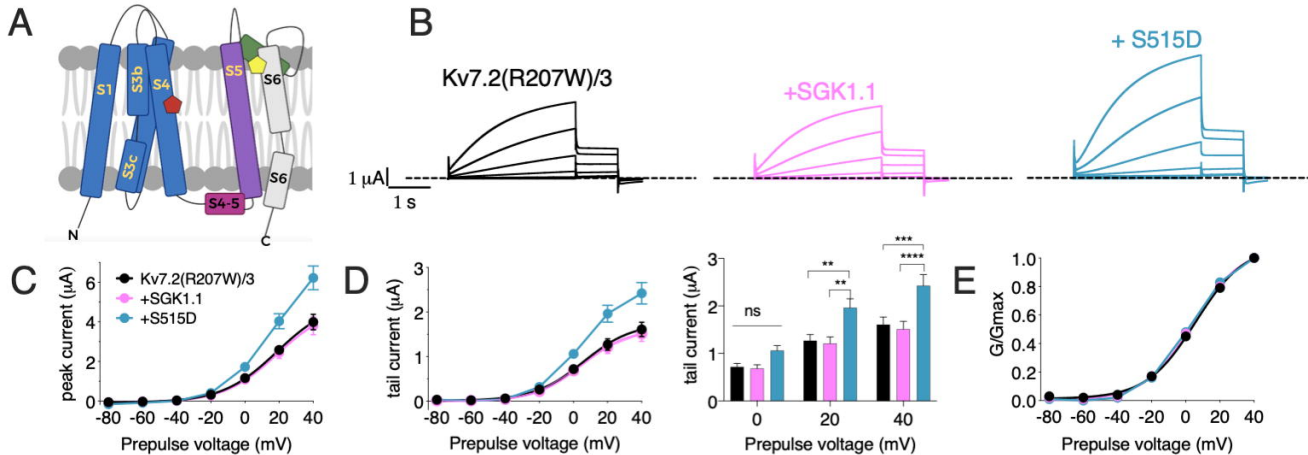 A
S1
S3b
S4
S3c
S5
S6
S6
S4-5
N
C
B
Kv7.2(R207W)/3
+SGK1.1
+ S515D
1 µA
1 s
C
peak current (µA)
6
4
2
0
-80 -60 -40 -20 0 20 40
Prepulse voltage (mV)
Kv7.2(R207W)/3
+SGK1.1
+S515D
D
tail current (µA)
3
2
1
0
-80 -60 -40 -20 0 20 40
Prepulse voltage (mV)
tail current (µA)
3
2
1
0
ns
**
**
***
****
0 20 40
Prepulse voltage (mV)
E
G/Gmax
1.0
0.8
0.6
0.4
0.2
0.0
-80 -60 -40 -20 0 20 40
Prepulse voltage (mV)